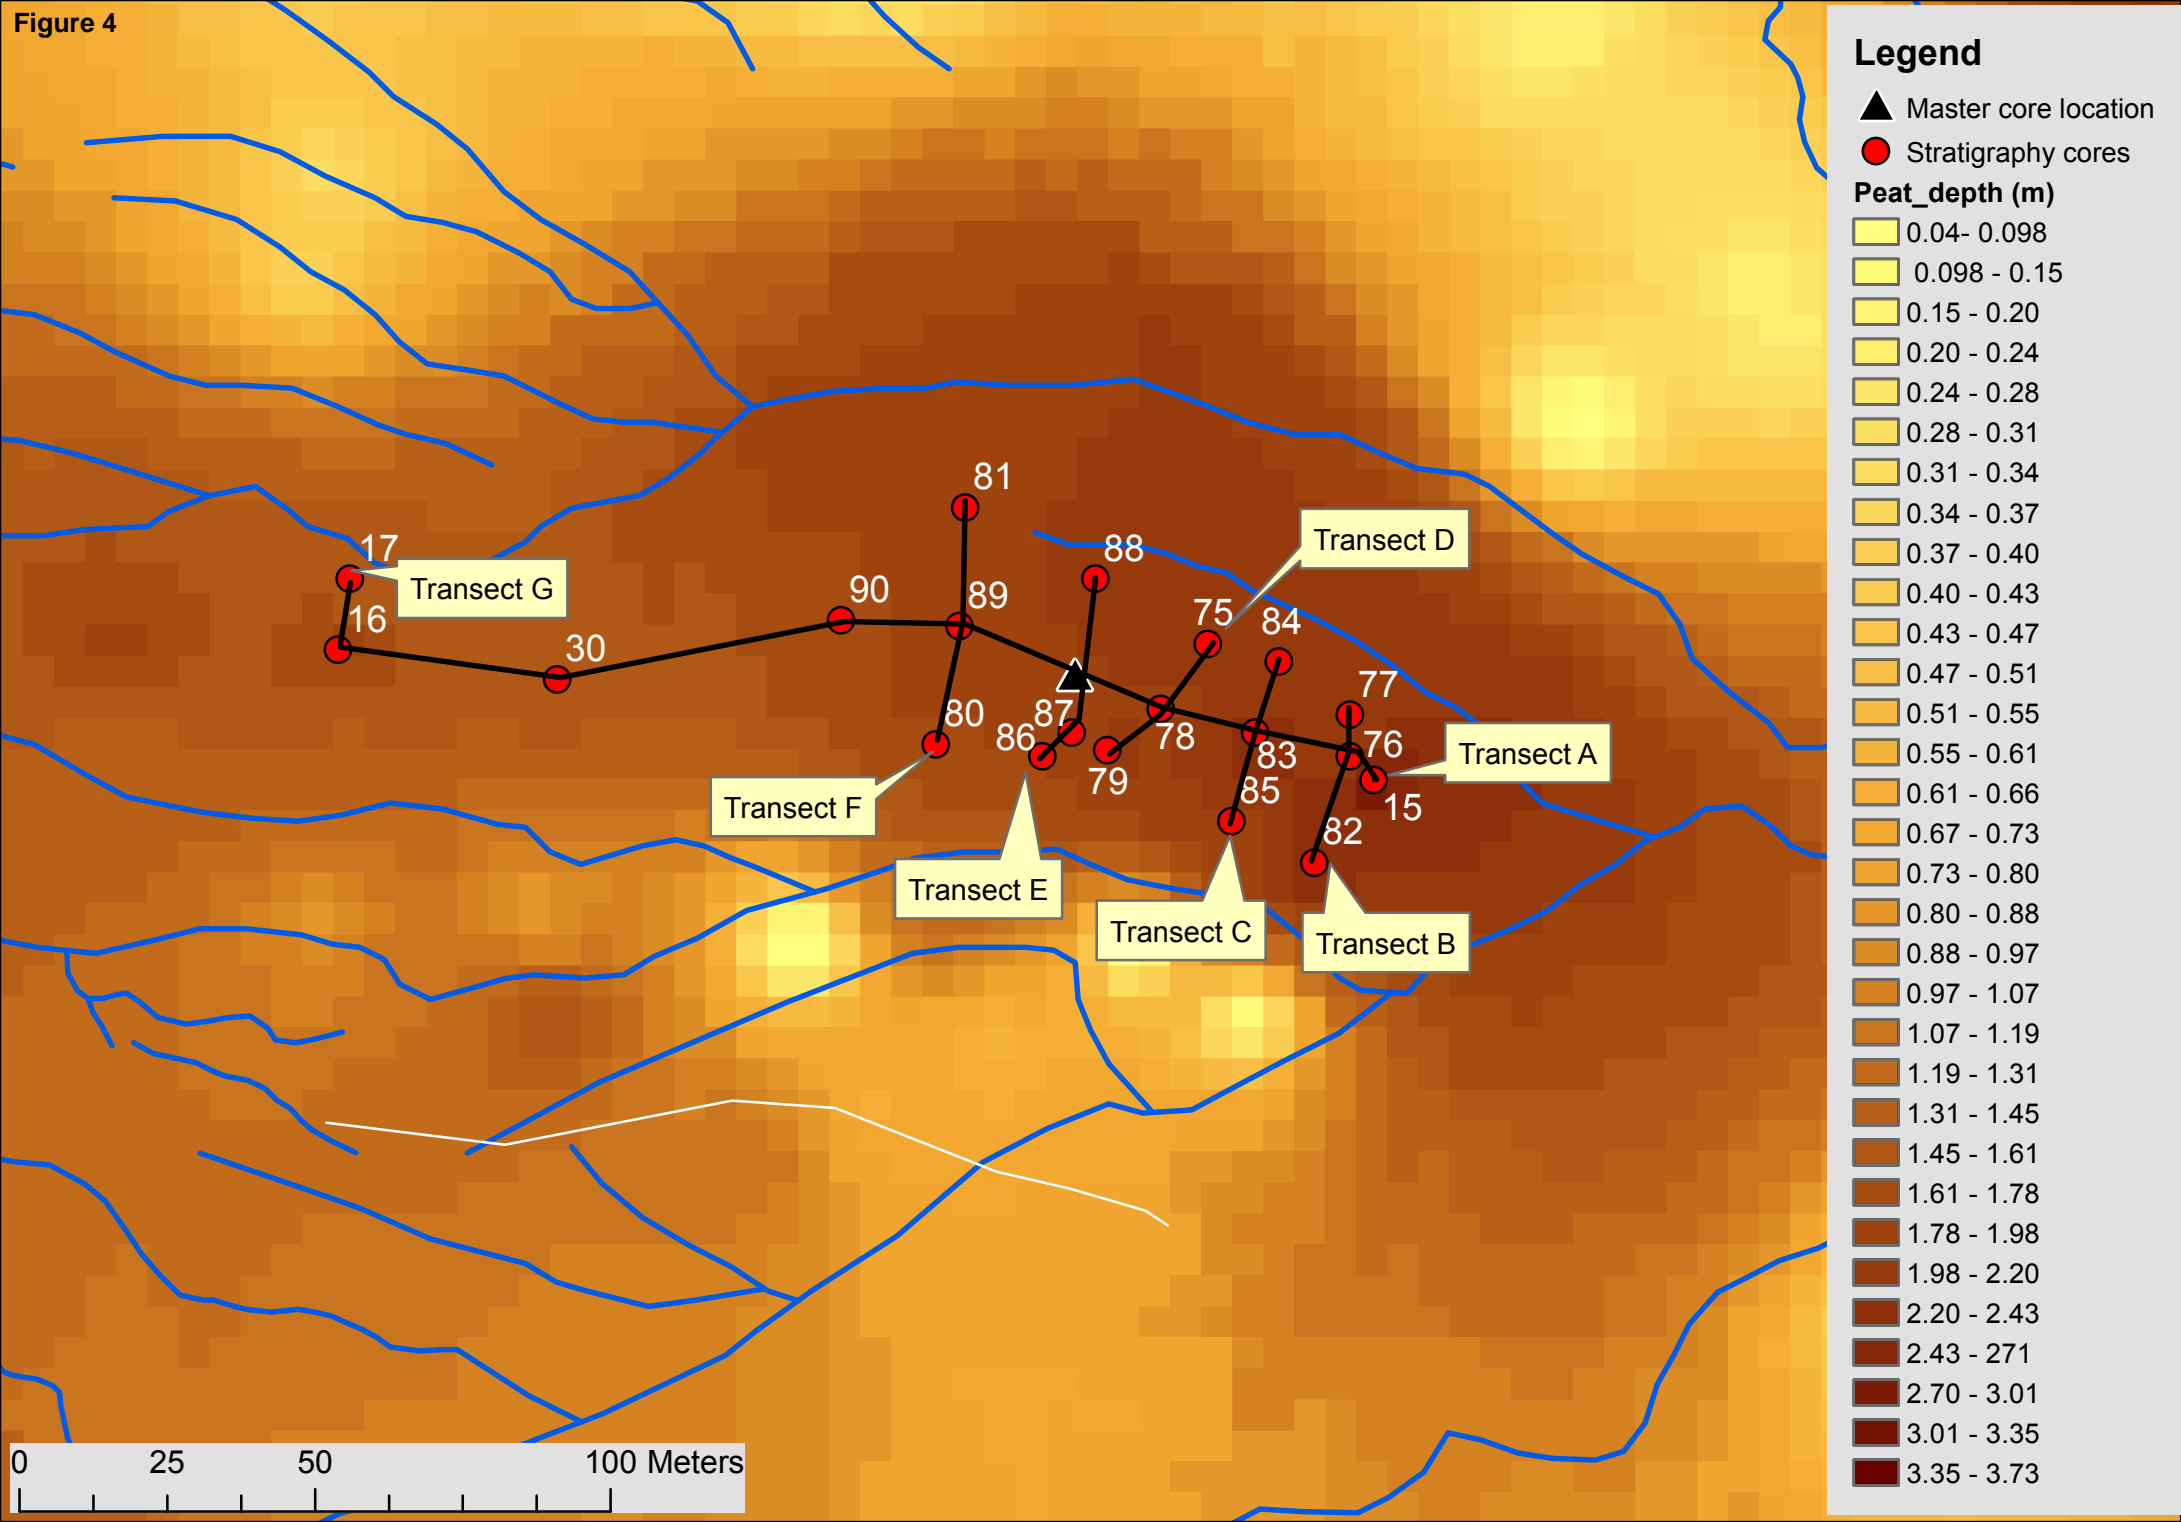 Figure 4
81
88
Transect D
17
Transect G
90
89
75
84
16
30
77
80
87
86
78
76
Transect A
83
79
85
15
Transect F
82
Transect E
Transect C
Transect B
0 25 50 100 Meters
Legend
Master core location
Stratigraphy cores
Peat_depth (m)
0.04- 0.098
0.098 - 0.15
0.15 - 0.20
0.20 - 0.24
0.24 - 0.28
0.28 - 0.31
0.31 - 0.34
0.34 - 0.37
0.37 - 0.40
0.40 - 0.43
0.43 - 0.47
0.47 - 0.51
0.51 - 0.55
0.55 - 0.61
0.61 - 0.66
0.67 - 0.73
0.73 - 0.80
0.80 - 0.88
0.88 - 0.97
0.97 - 1.07
1.07 - 1.19
1.19 - 1.31
1.31 - 1.45
1.45 - 1.61
1.61 - 1.78
1.78 - 1.98
1.98 - 2.20
2.20 - 2.43
2.43 - 271
2.70 - 3.01
3.01 - 3.35
3.35 - 3.73